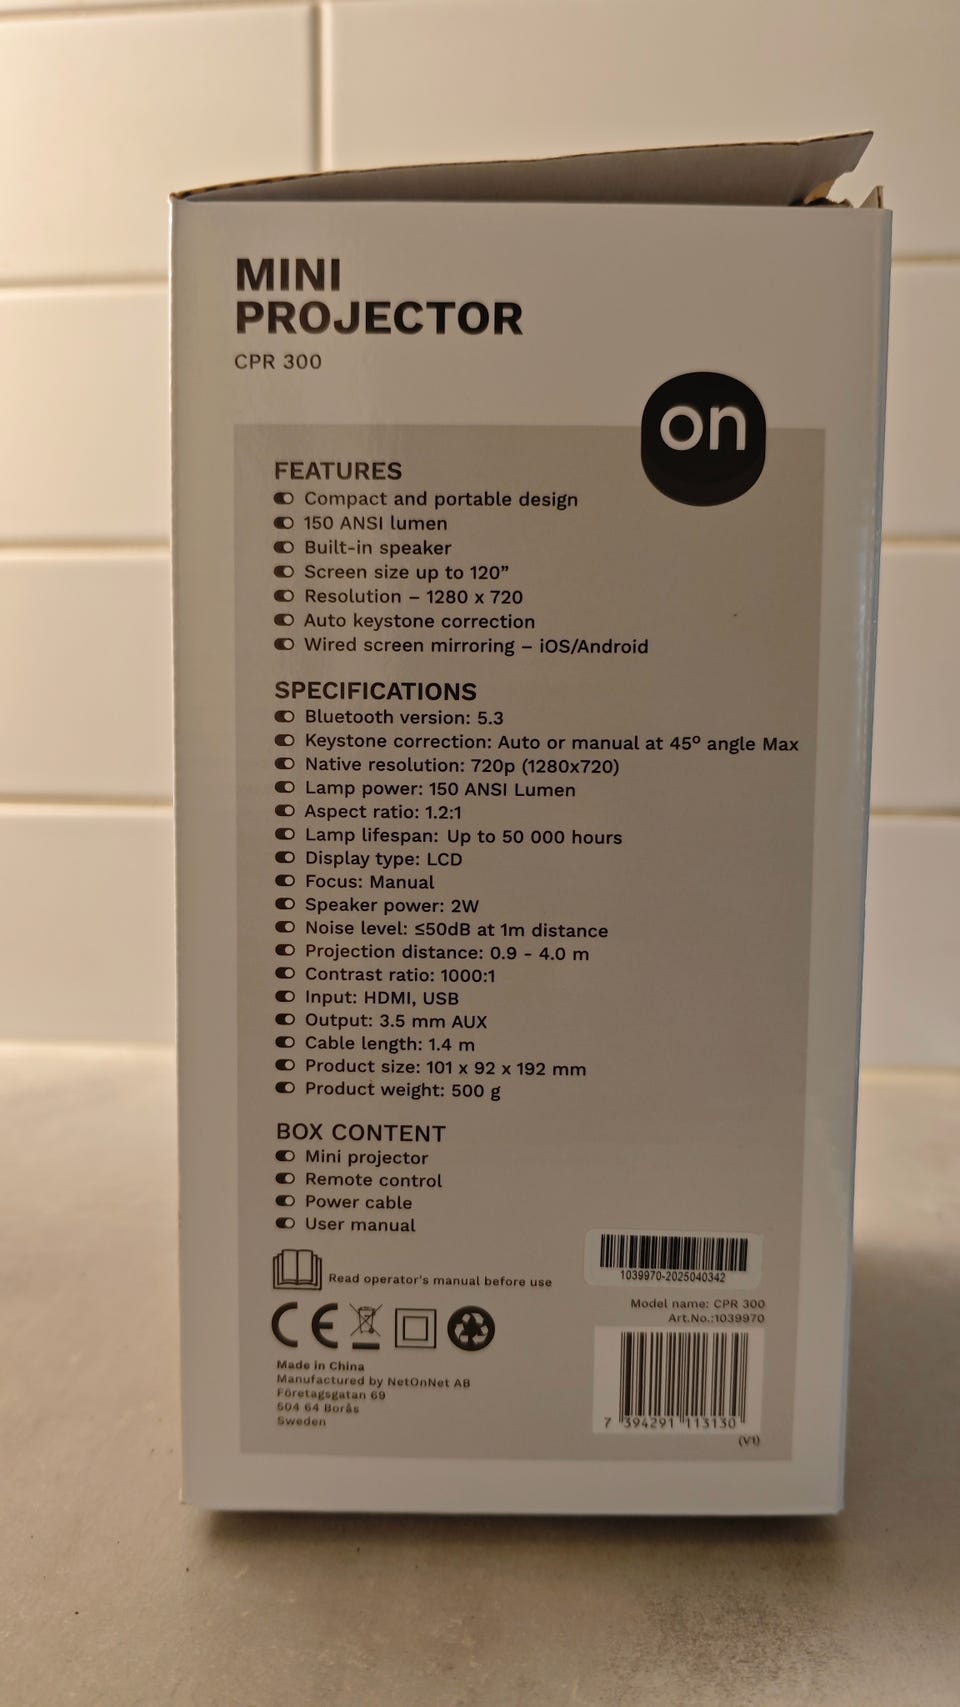 MINI
PROJECTOR
CPR 300
on
FEATURES
Compact and portable design
150 ANSI lumen
Built-in speaker
Screen size up to 120”
Resolution – 1280 x 720
Auto keystone correction
Wired screen mirroring – iOS/Android
SPECIFICATIONS
Bluetooth version: 5.3
Keystone correction: Auto or manual at 45º angle Max
Native resolution: 720p (1280x720)
Lamp power: 150 ANSI Lumen
Aspect ratio: 1.2:1
Lamp lifespan: Up to 50 000 hours
Display type: LCD
Focus: Manual
Speaker power: 2W
Noise level: ≤50dB at 1m distance
Projection distance: 0.9 - 4.0 m
Contrast ratio: 1000:1
Input: HDMI, USB
Output: 3.5 mm AUX
Cable length: 1.4 m
Product size: 101 x 92 x 192 mm
Product weight: 500 g
BOX CONTENT
Mini projector
Remote control
Power cable
User manual
Read operator's manual before use
CE
Made in China
Manufactured by NetOnNet AB
Företagsgatan 69
504 64 Borås
Sweden
1039970-2025040342
Model name: CPR 300
Art.No.:1039970
7 394291 113130
(V1)